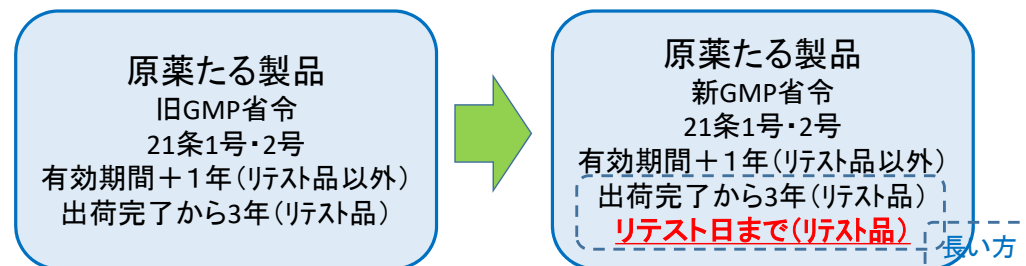 原薬たる製品
旧GMP省令
21条1号・2号
有効期間＋１年（リテスト品以外）
出荷完了から3年（リテスト品）
原薬たる製品
新GMP省令
21条1号・2号
有効期間＋１年（リテスト品以外）
出荷完了から3年（リテスト品）
リテスト日まで（リテスト品）
長い方